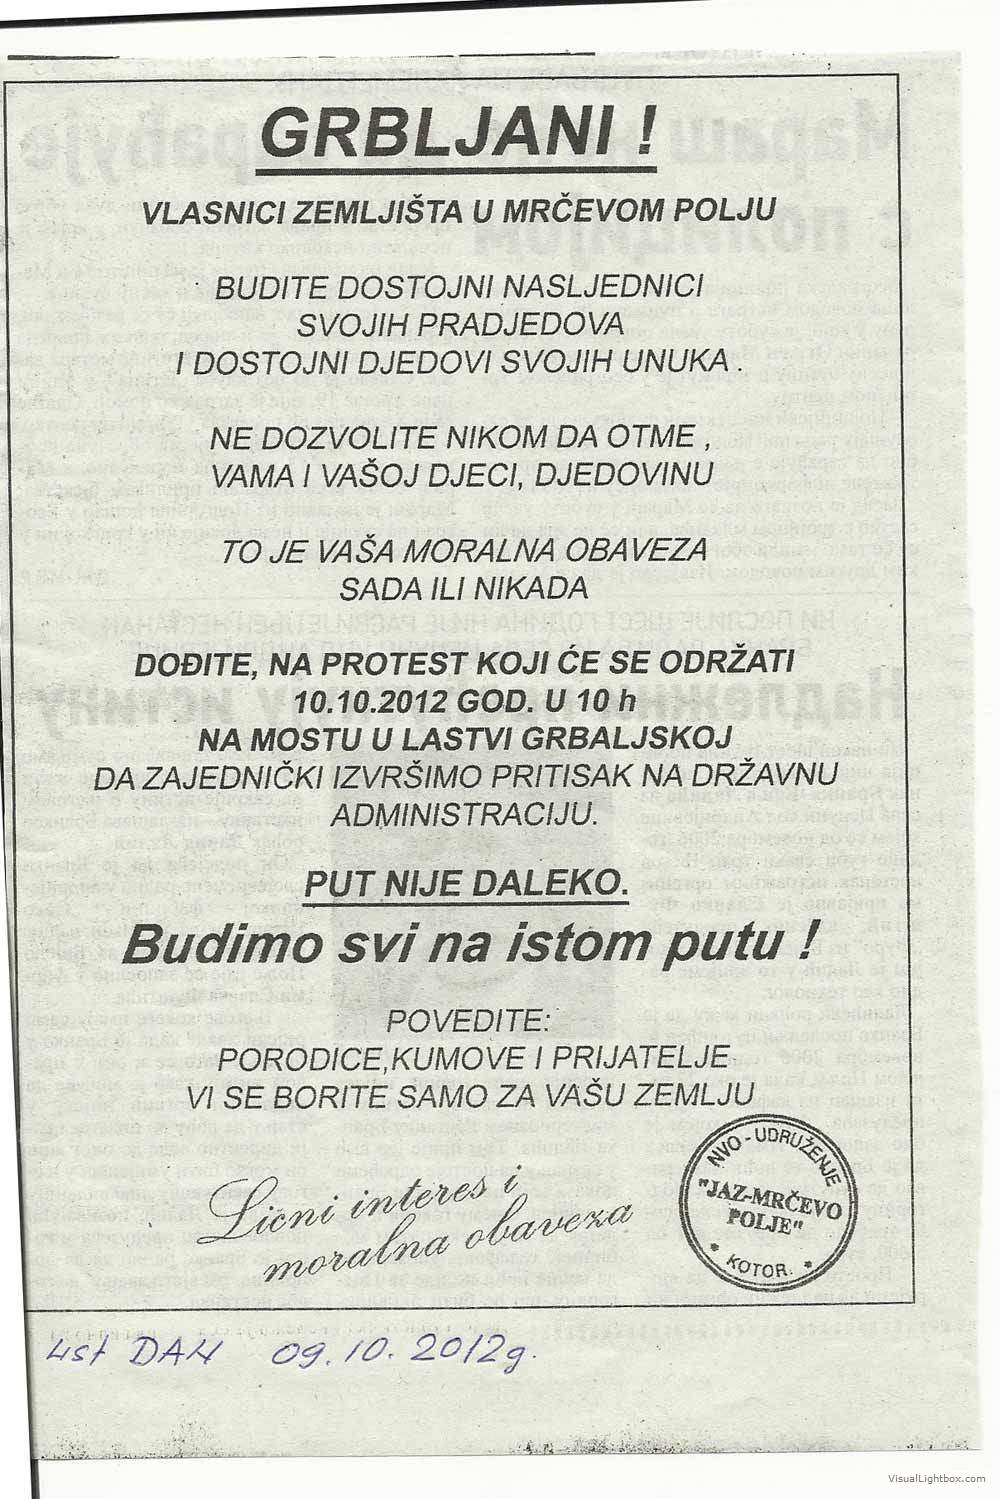 GRBLJANI !
VLASNICI ZEMLJIŠTA U MRČEVOM POLJU
BUDITE DOSTOJNI NASLJEDNICI
SVOJIH PRADJEDOVA
I DOSTOJNI DJEDOVI SVOJIH UNUKA .
NE DOZVOLITE NIKOM DA OTME ,
VAMA I VAŠOJ DJECI, DJEDOVINU
TO JE VAŠA MORALNA OBAVEZA
SADA ILI NIKADA
DOĐITE, NA PROTEST KOJI ĆE SE ODRŽATI
10.10.2012 GOD. U 10 h
NA MOSTU U LASTVI GRBALJSKOJ
DA ZAJEDNIČKI IZVRŠIMO PRITISAK NA DRŽAVNU
ADMINISTRACIJU.
PUT NIJE DALEKO.
Budimo svi na istom putu !
POVEDITE:
PORODICE,KUMOVE I PRIJATELJE
VI SE BORITE SAMO ZA VAŠU ZEMLJU
Lični interes i
moralna obaveza
NVO - UDRUŽENJE
"JAZ-MRČEVO
POLJE"
* KOTOR. *
list DAN 09.10.2012g.
VisualLightbox.com